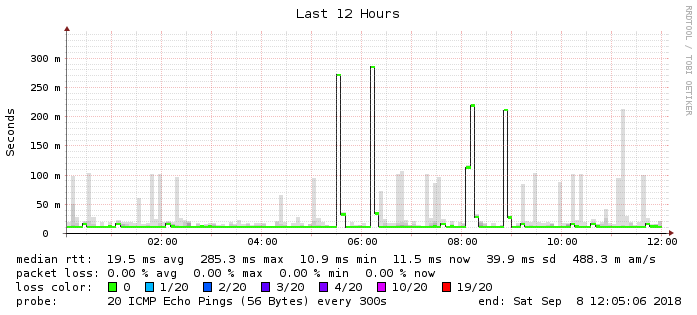 Last 12 Hours
RRDTOOL / TOBI OETIKER
Seconds
300 m
250 m
200 m
150 m
100 m
50 m
0
02:00 04:00 06:00 08:00 10:00 12:00
median rtt: 19.5 ms avg 285.3 ms max 10.9 ms min 11.5 ms now 39.9 ms sd 488.3 m am/s
packet loss: 0.00 % avg 0.00 % max 0.00 % min 0.00 % now
loss color: 0 1/20 2/20 3/20 4/20 10/20 19/20
probe: 20 ICMP Echo Pings (56 Bytes) every 300s end: Sat Sep 8 12:05:06 2018